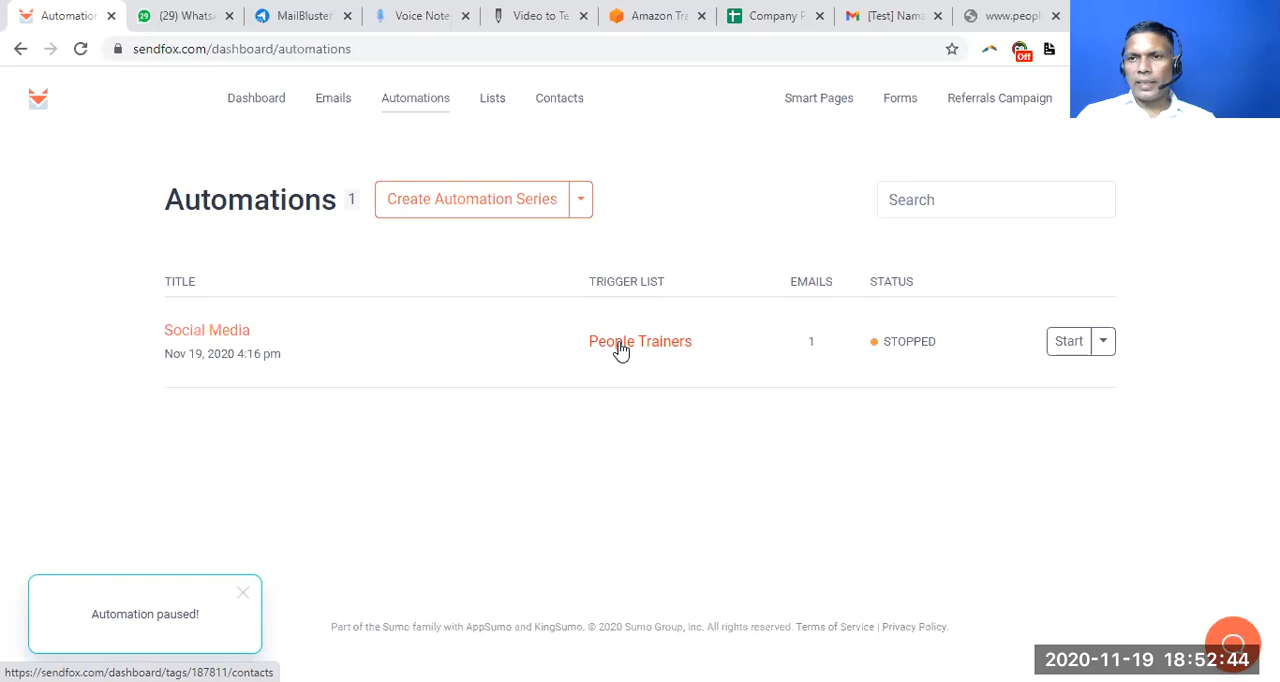 Automation
(29) Whats
MailBluster
Voice Note
Video to Te
Amazon Tra
Company P
[Test] Nama
www.peopl
sendfox.com/dashboard/automations
Off
Dashboard
Emails
Automations
Lists
Contacts
Smart Pages
Forms
Referrals Campaign
Automations 1
Create Automation Series
Search
TITLE
TRIGGER LIST
EMAILS
STATUS
Social Media
Nov 19, 2020 4:16 pm
People Trainers
1
STOPPED
Start
Automation paused!
Part of the Sumo family with AppSumo and KingSumo. © 2020 Sumo Group, Inc. All rights reserved. Terms of Service | Privacy Policy.
2020-11-19 18:52:44
https://sendfox.com/dashboard/tags/187811/contacts